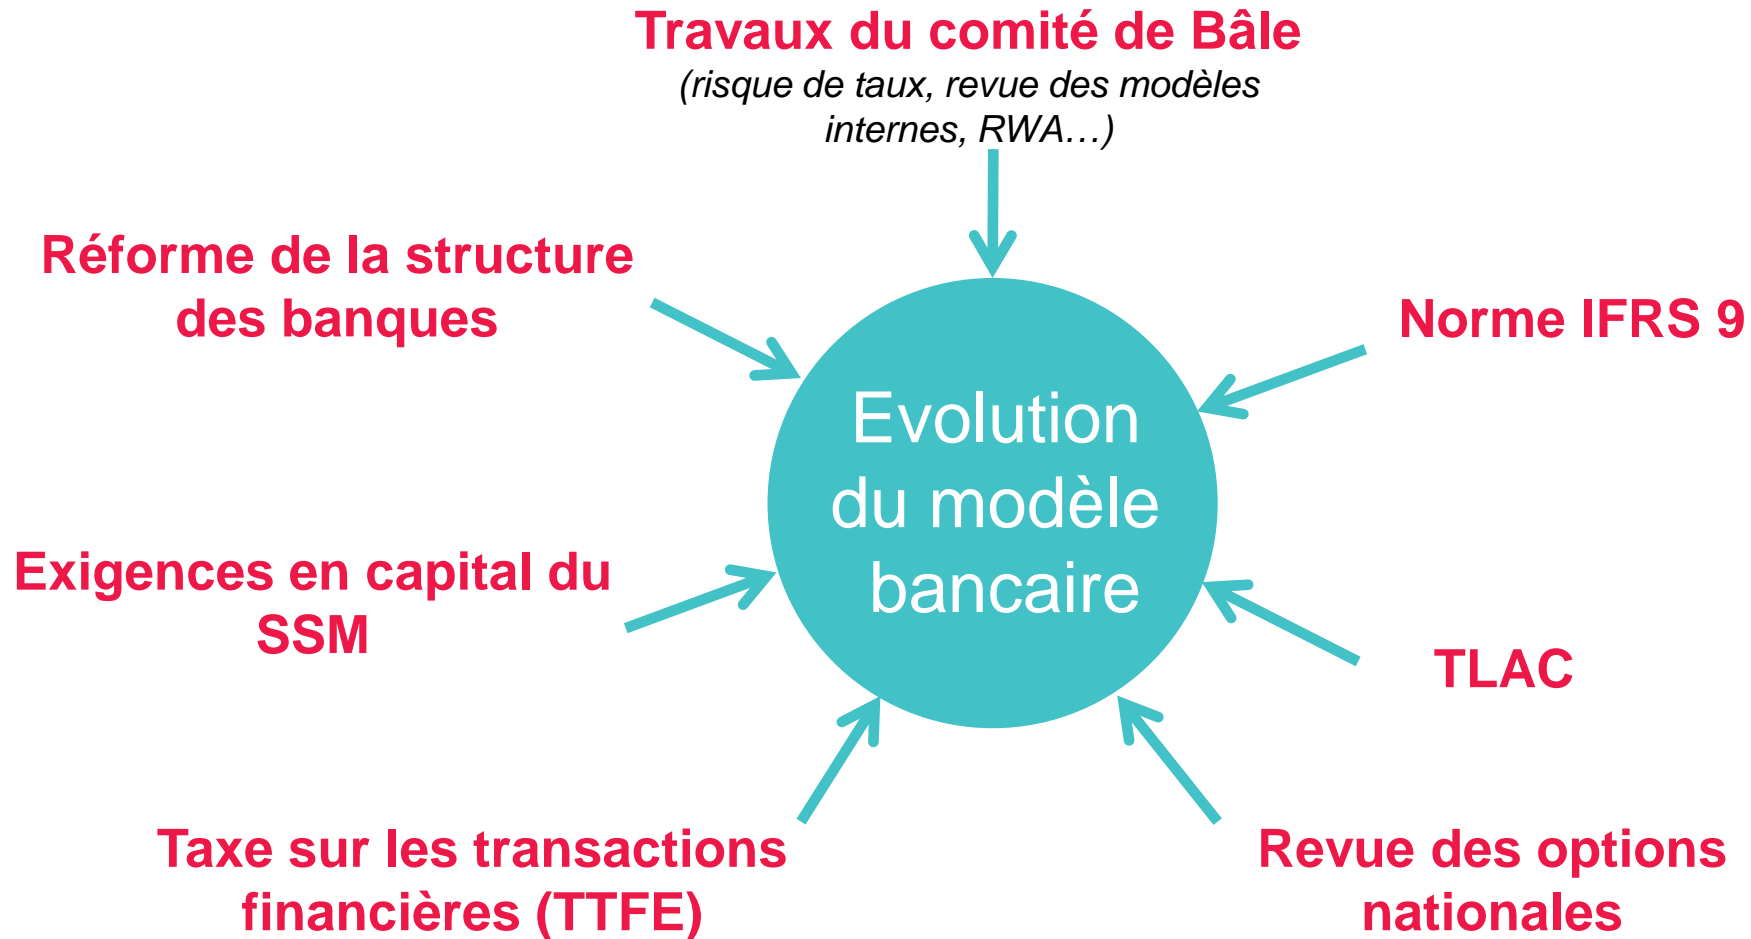 Travaux du comité de Bâle
(risque de taux, revue des modèles
internes, RWA…)
Réforme de la structure
des banques
Norme IFRS 9
Evolution
du modèle
bancaire
Exigences en capital du
SSM
TLAC
Taxe sur les transactions
financières (TTFE)
Revue des options
nationales